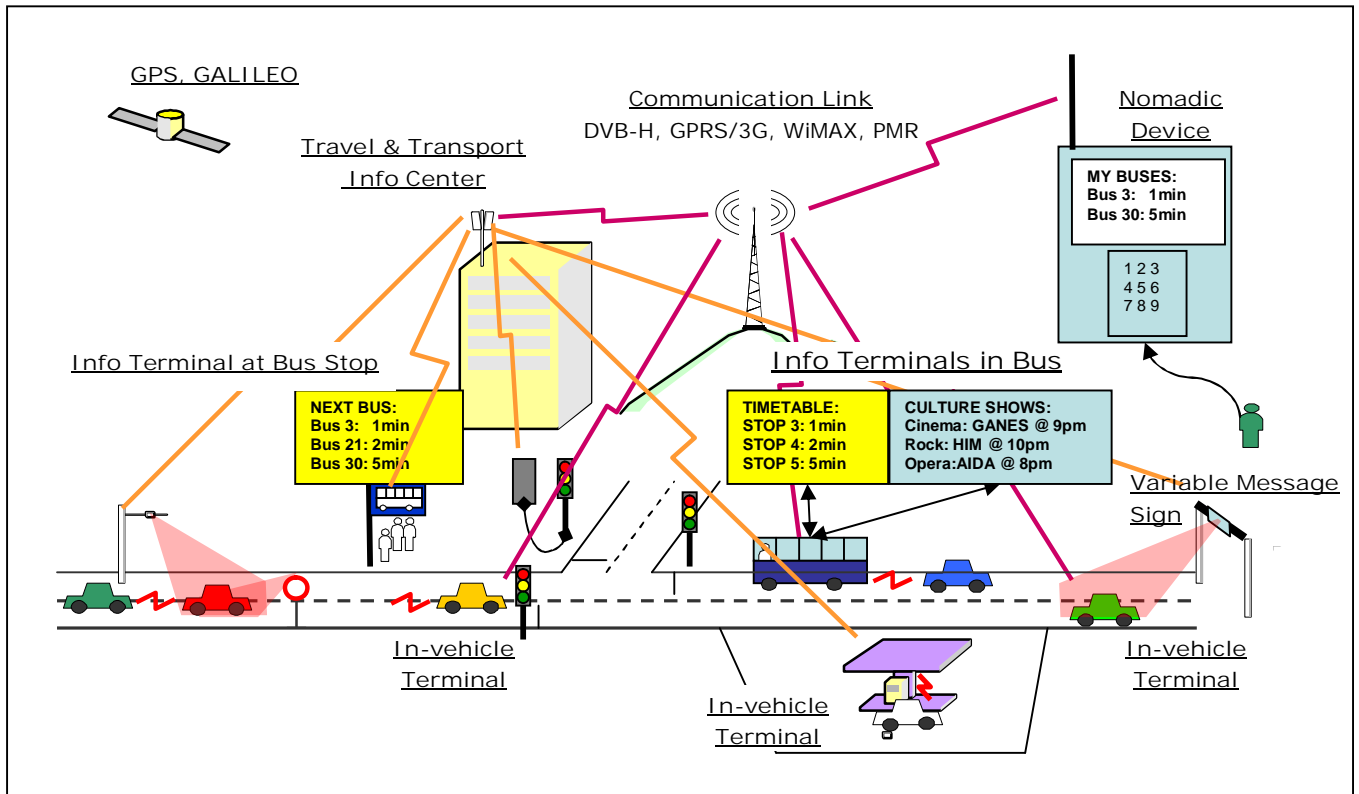 GPS, GALILEO
Communication Link
DVB-H, GPRS/3G, WiMAX, PMR
Nomadic
Device
Travel & Transport
Info Center
MY BUSES:
Bus 3: 1min
Bus 30: 5min
1 2 3
4 5 6
7 8 9
Info Terminal at Bus Stop
Info Terminals in Bus
NEXT BUS:
Bus 3: 1min
Bus 21: 2min
Bus 30: 5min
TIMETABLE:
STOP 3: 1min
STOP 4: 2min
STOP 5: 5min
CULTURE SHOWS:
Cinema: GANES @ 9pm
Rock: HIM @ 10pm
Opera:AIDA @ 8pm
Variable Message
Sign
In-vehicle
Terminal
In-vehicle
Terminal
In-vehicle
Terminal